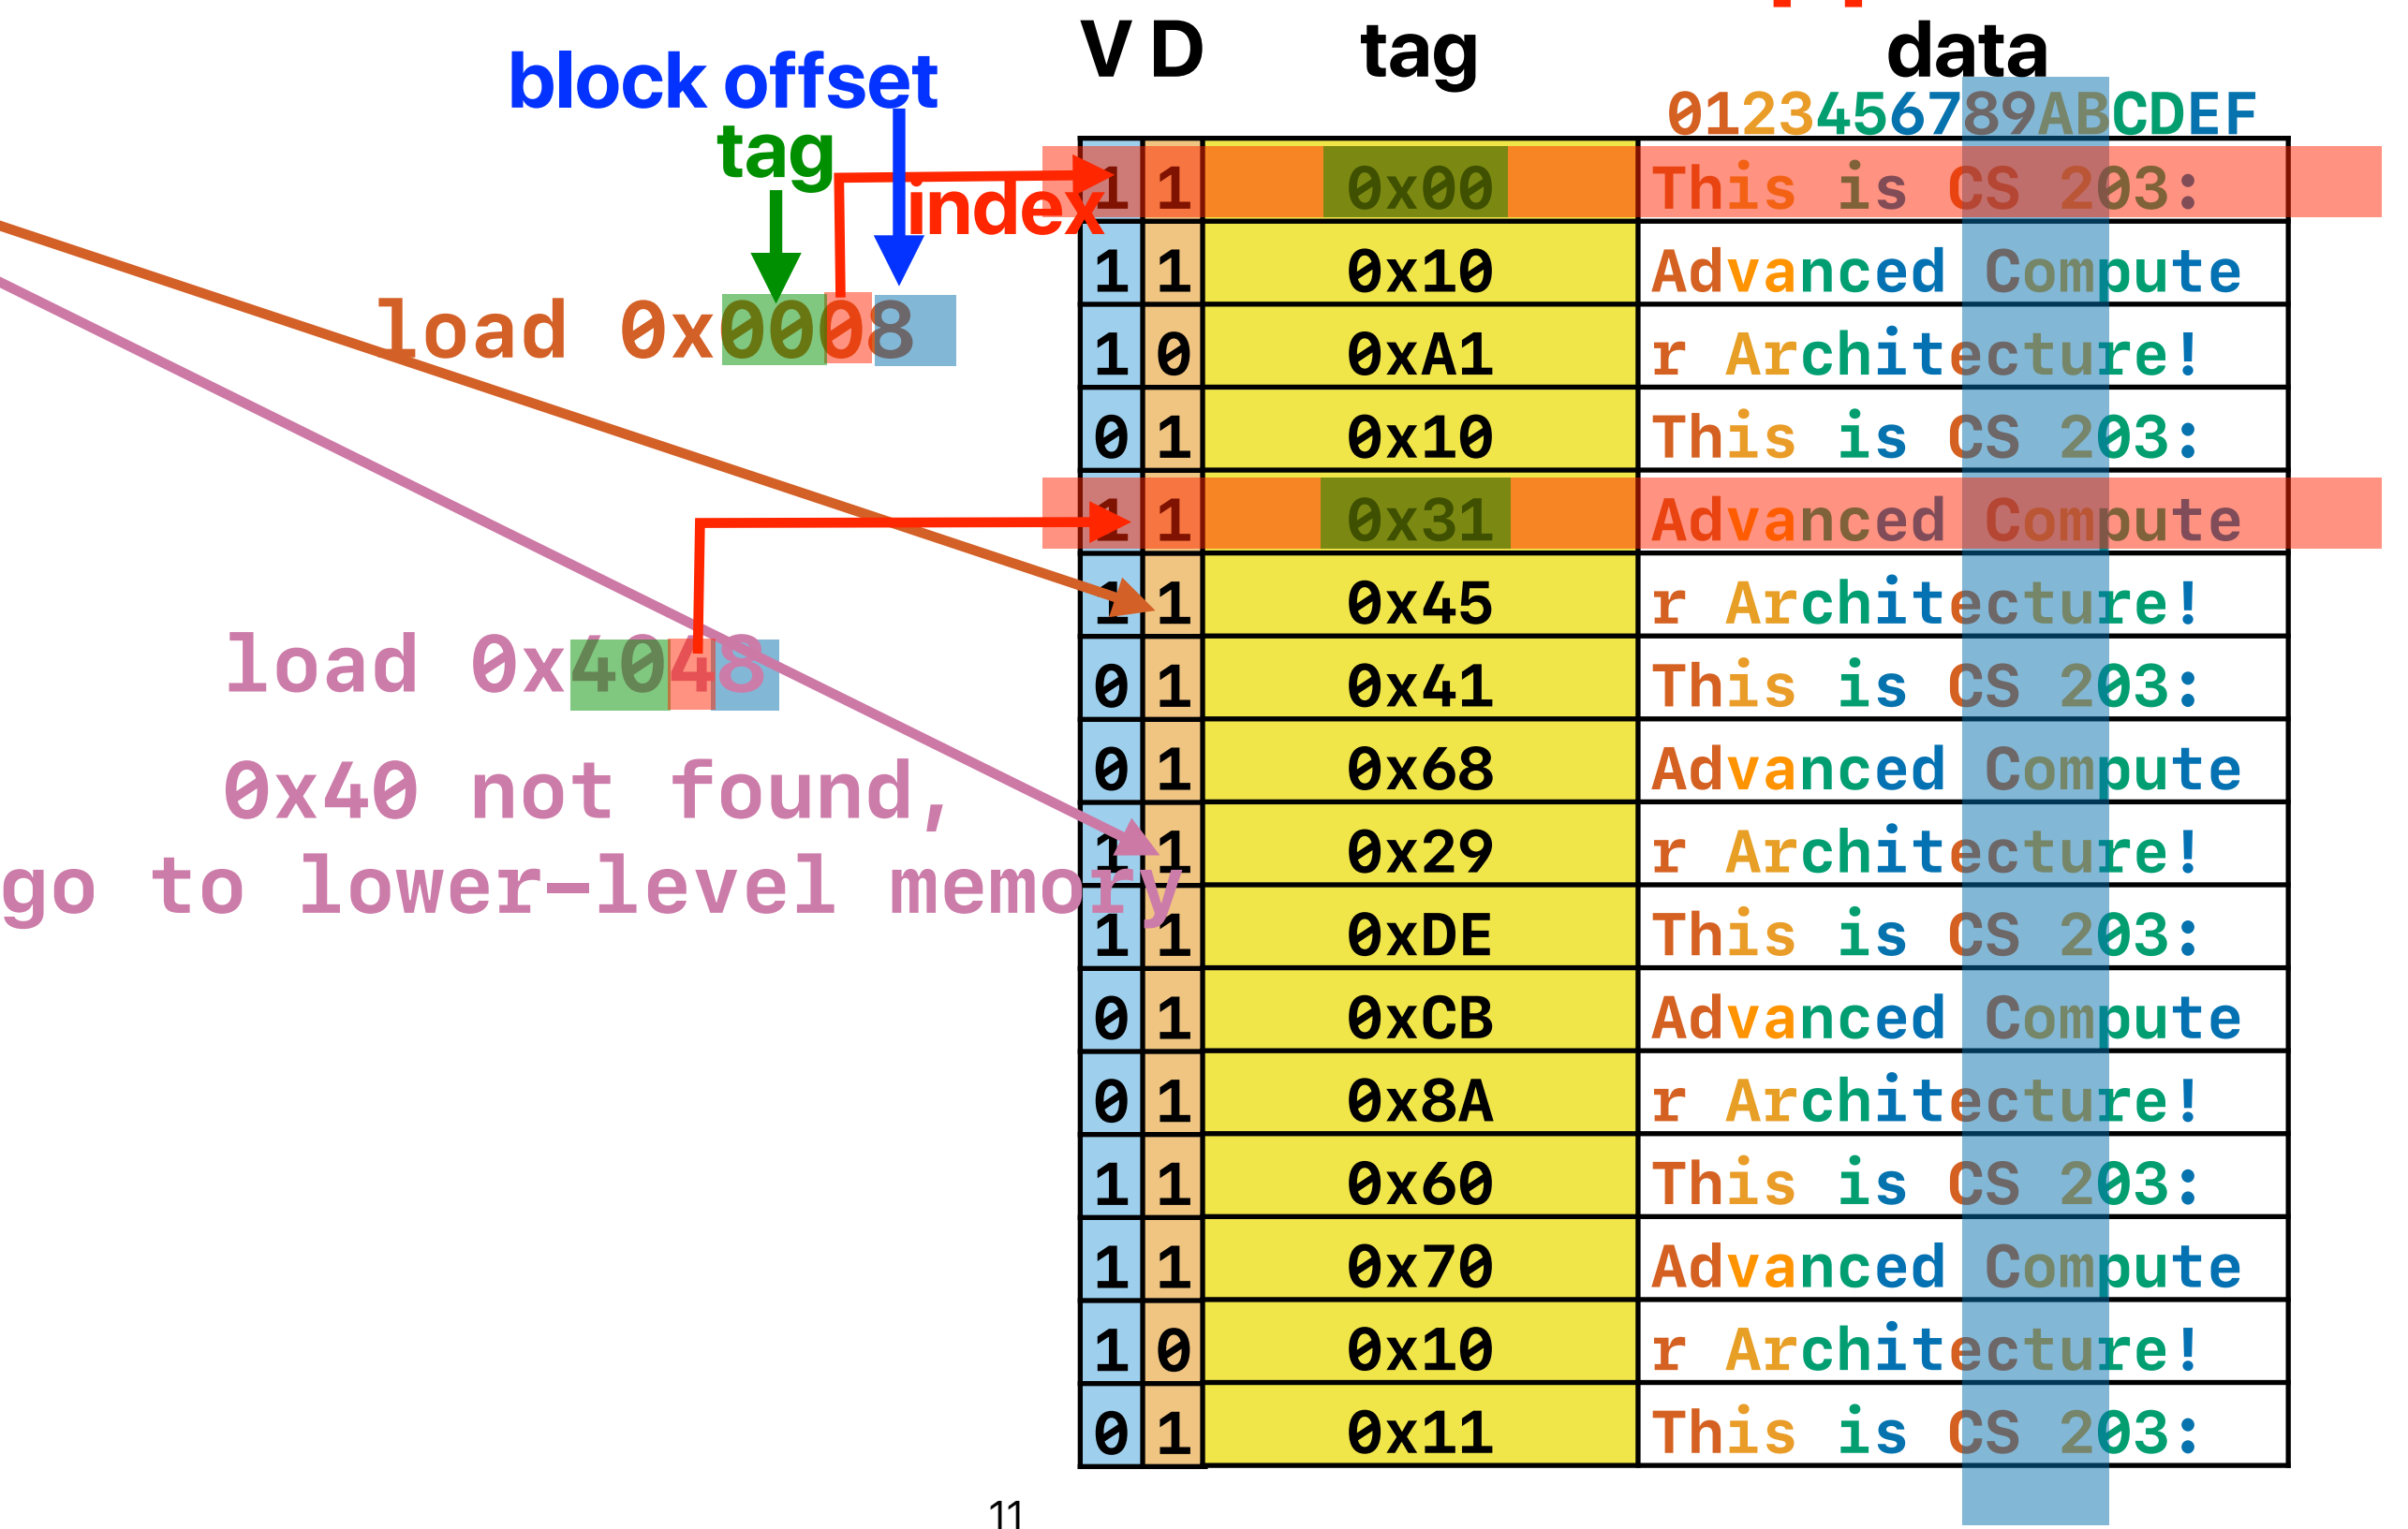 V D tag data
block offset
0123456789ABCDEF
tag
index
load 0x0008
load 0x4048
0x40 not found,
go to lower-level memory
1 1 0x00 This is CS 203:
1 1 0x10 Advanced Compute
1 0 0xA1 r Architecture!
0 1 0x10 This is CS 203:
1 1 0x31 Advanced Compute
1 1 0x45 r Architecture!
0 1 0x41 This is CS 203:
0 1 0x68 Advanced Compute
1 1 0x29 r Architecture!
1 1 0xDE This is CS 203:
0 1 0xCB Advanced Compute
0 1 0x8A r Architecture!
1 1 0x60 This is CS 203:
1 1 0x70 Advanced Compute
1 0 0x10 r Architecture!
0 1 0x11 This is CS 203:
11